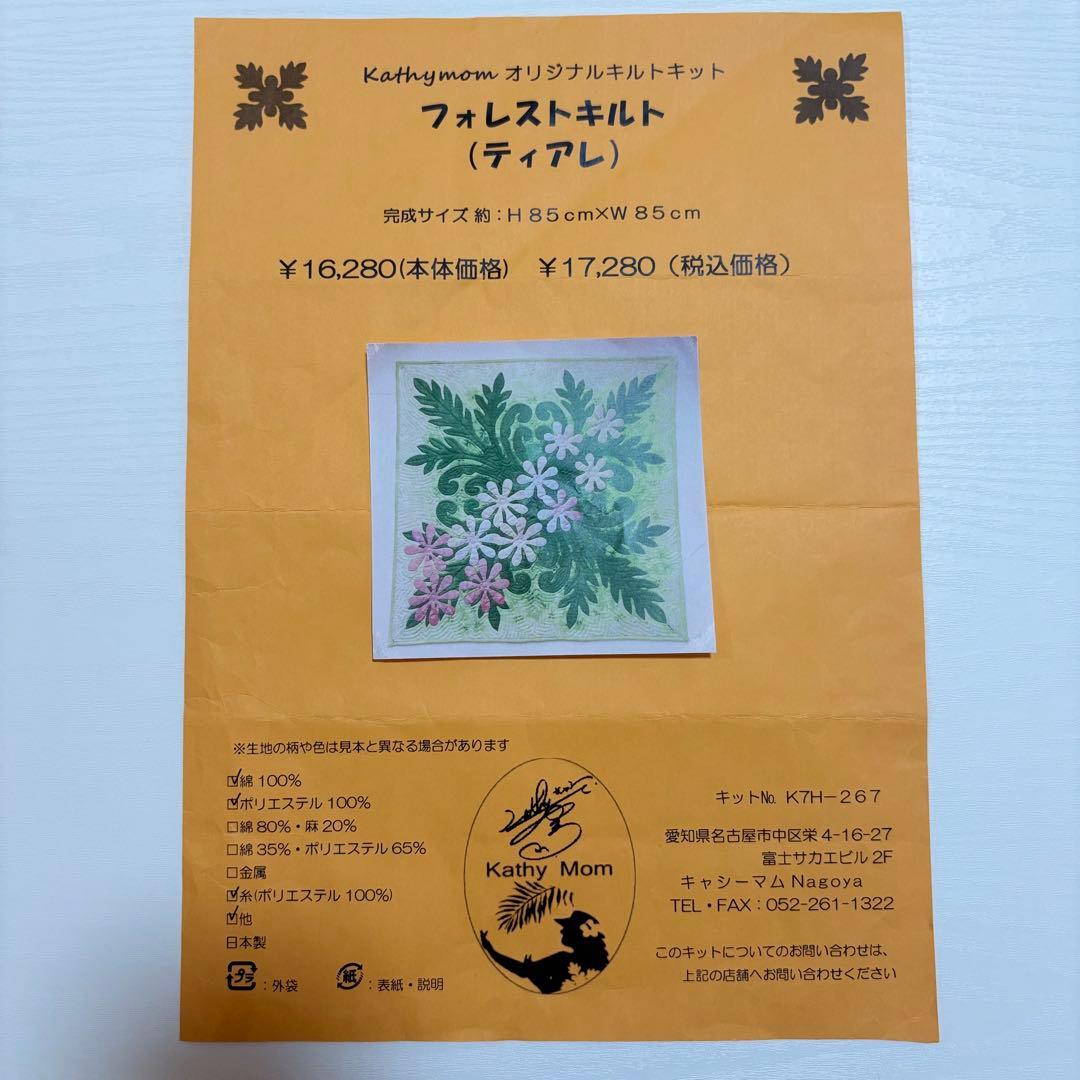 Kathymom オリジナルキルトキット
フォレストキルト
(ティアレ)
完成サイズ 約：H 85cm×W 85cm
￥16,280(本体価格)　￥17,280（税込価格）
※生地の柄や色は見本と異なる場合があります
☑綿 100%
☑ポリエステル 100%
□綿 80%・麻 20%
□綿 35%・ポリエステル 65%
□金属
☑糸(ポリエステル 100%)
☑他
日本製
プラ：外袋
紙：表紙・説明
Kathy Mom
キット№ K7H－267
愛知県名古屋市中区栄 4-16-27
富士サカエビル 2F
キャシーマム Nagoya
TEL・FAX：052-261-1322
このキットについてのお問い合わせは、
上記の店舗へお問い合わせください